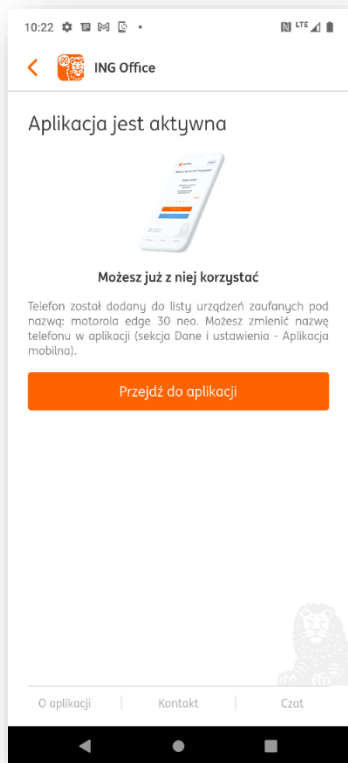 10:22
LTE
ING Office
Aplikacja jest aktywna
Możesz już z niej korzystać
Telefon został dodany do listy urządzeń zaufanych pod
nazwą: motorola edge 30 neo. Możesz zmienić nazwę
telefonu w aplikacji (sekcja Dane i ustawienia - Aplikacja
mobilna).
Przejdź do aplikacji
O aplikacji
Kontakt
Czat